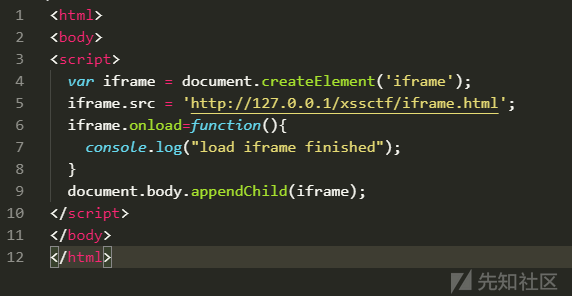 1 <html>
2 <body>
3 <script>
4 var iframe = document.createElement('iframe');
5 iframe.src = 'http://127.0.0.1/xssctf/iframe.html';
6 iframe.onload=function(){
7 console.log("load iframe finished");
8 }
9 document.body.appendChild(iframe);
10 </script>
11 </body>
12 </html>
先知社区